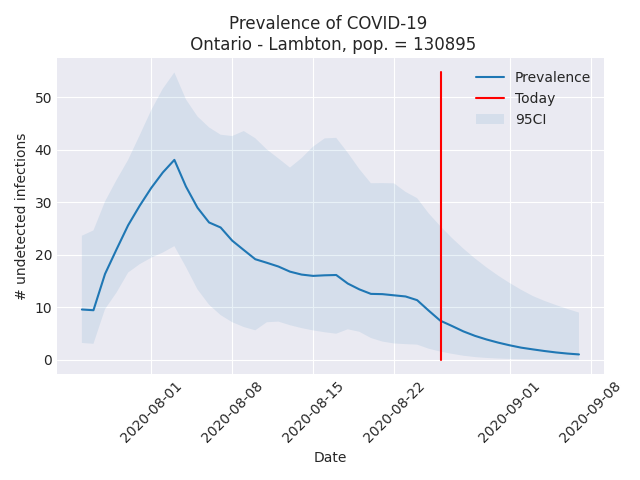 Prevalence of COVID-19
Ontario - Lambton, pop. = 130895
# undetected infections
50
40
30
20
10
0
Prevalence
Today
95CI
2020-08-01
2020-08-08
2020-08-15
2020-08-22
2020-09-01
2020-09-08
Date